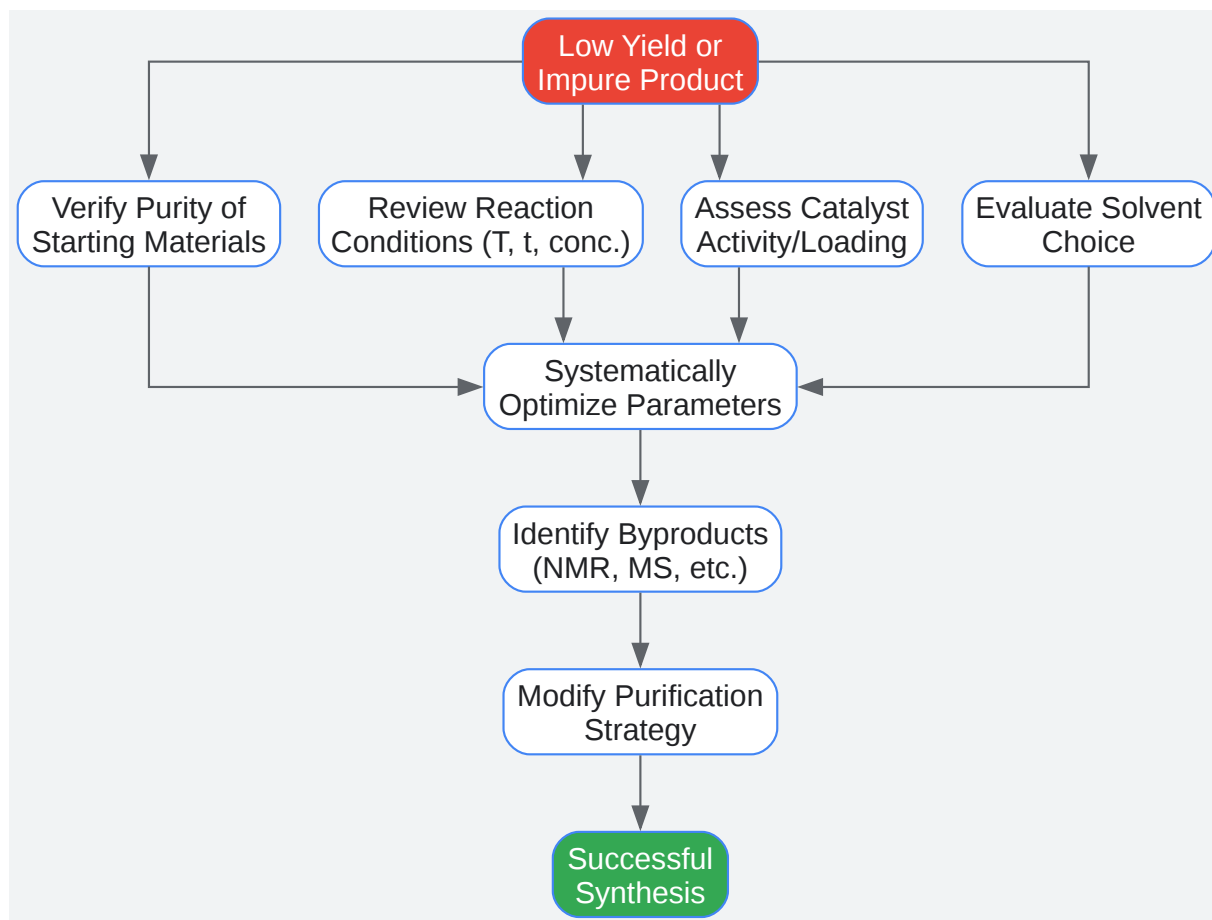 Low Yield or
Impure Product
Verify Purity of
Starting Materials
Review Reaction
Conditions (T, t, conc.)
Assess Catalyst
Activity/Loading
Evaluate Solvent
Choice
Systematically
Optimize Parameters
Identify Byproducts
(NMR, MS, etc.)
Modify Purification
Strategy
Successful
Synthesis